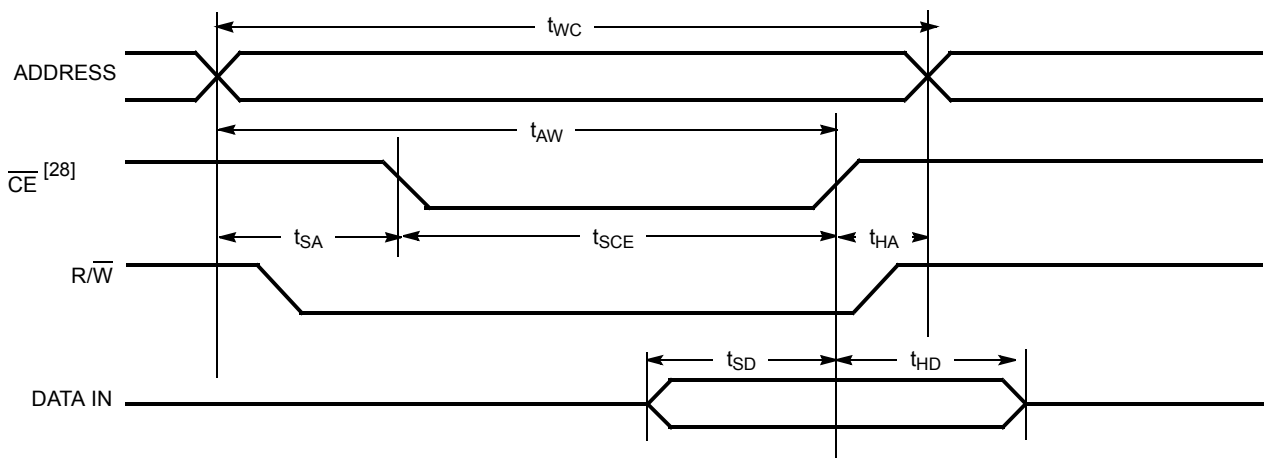 tWC
ADDRESS
tAW
CE [28]
tSA
tSCE
tHA
R/W
tSD
tHD
DATA IN